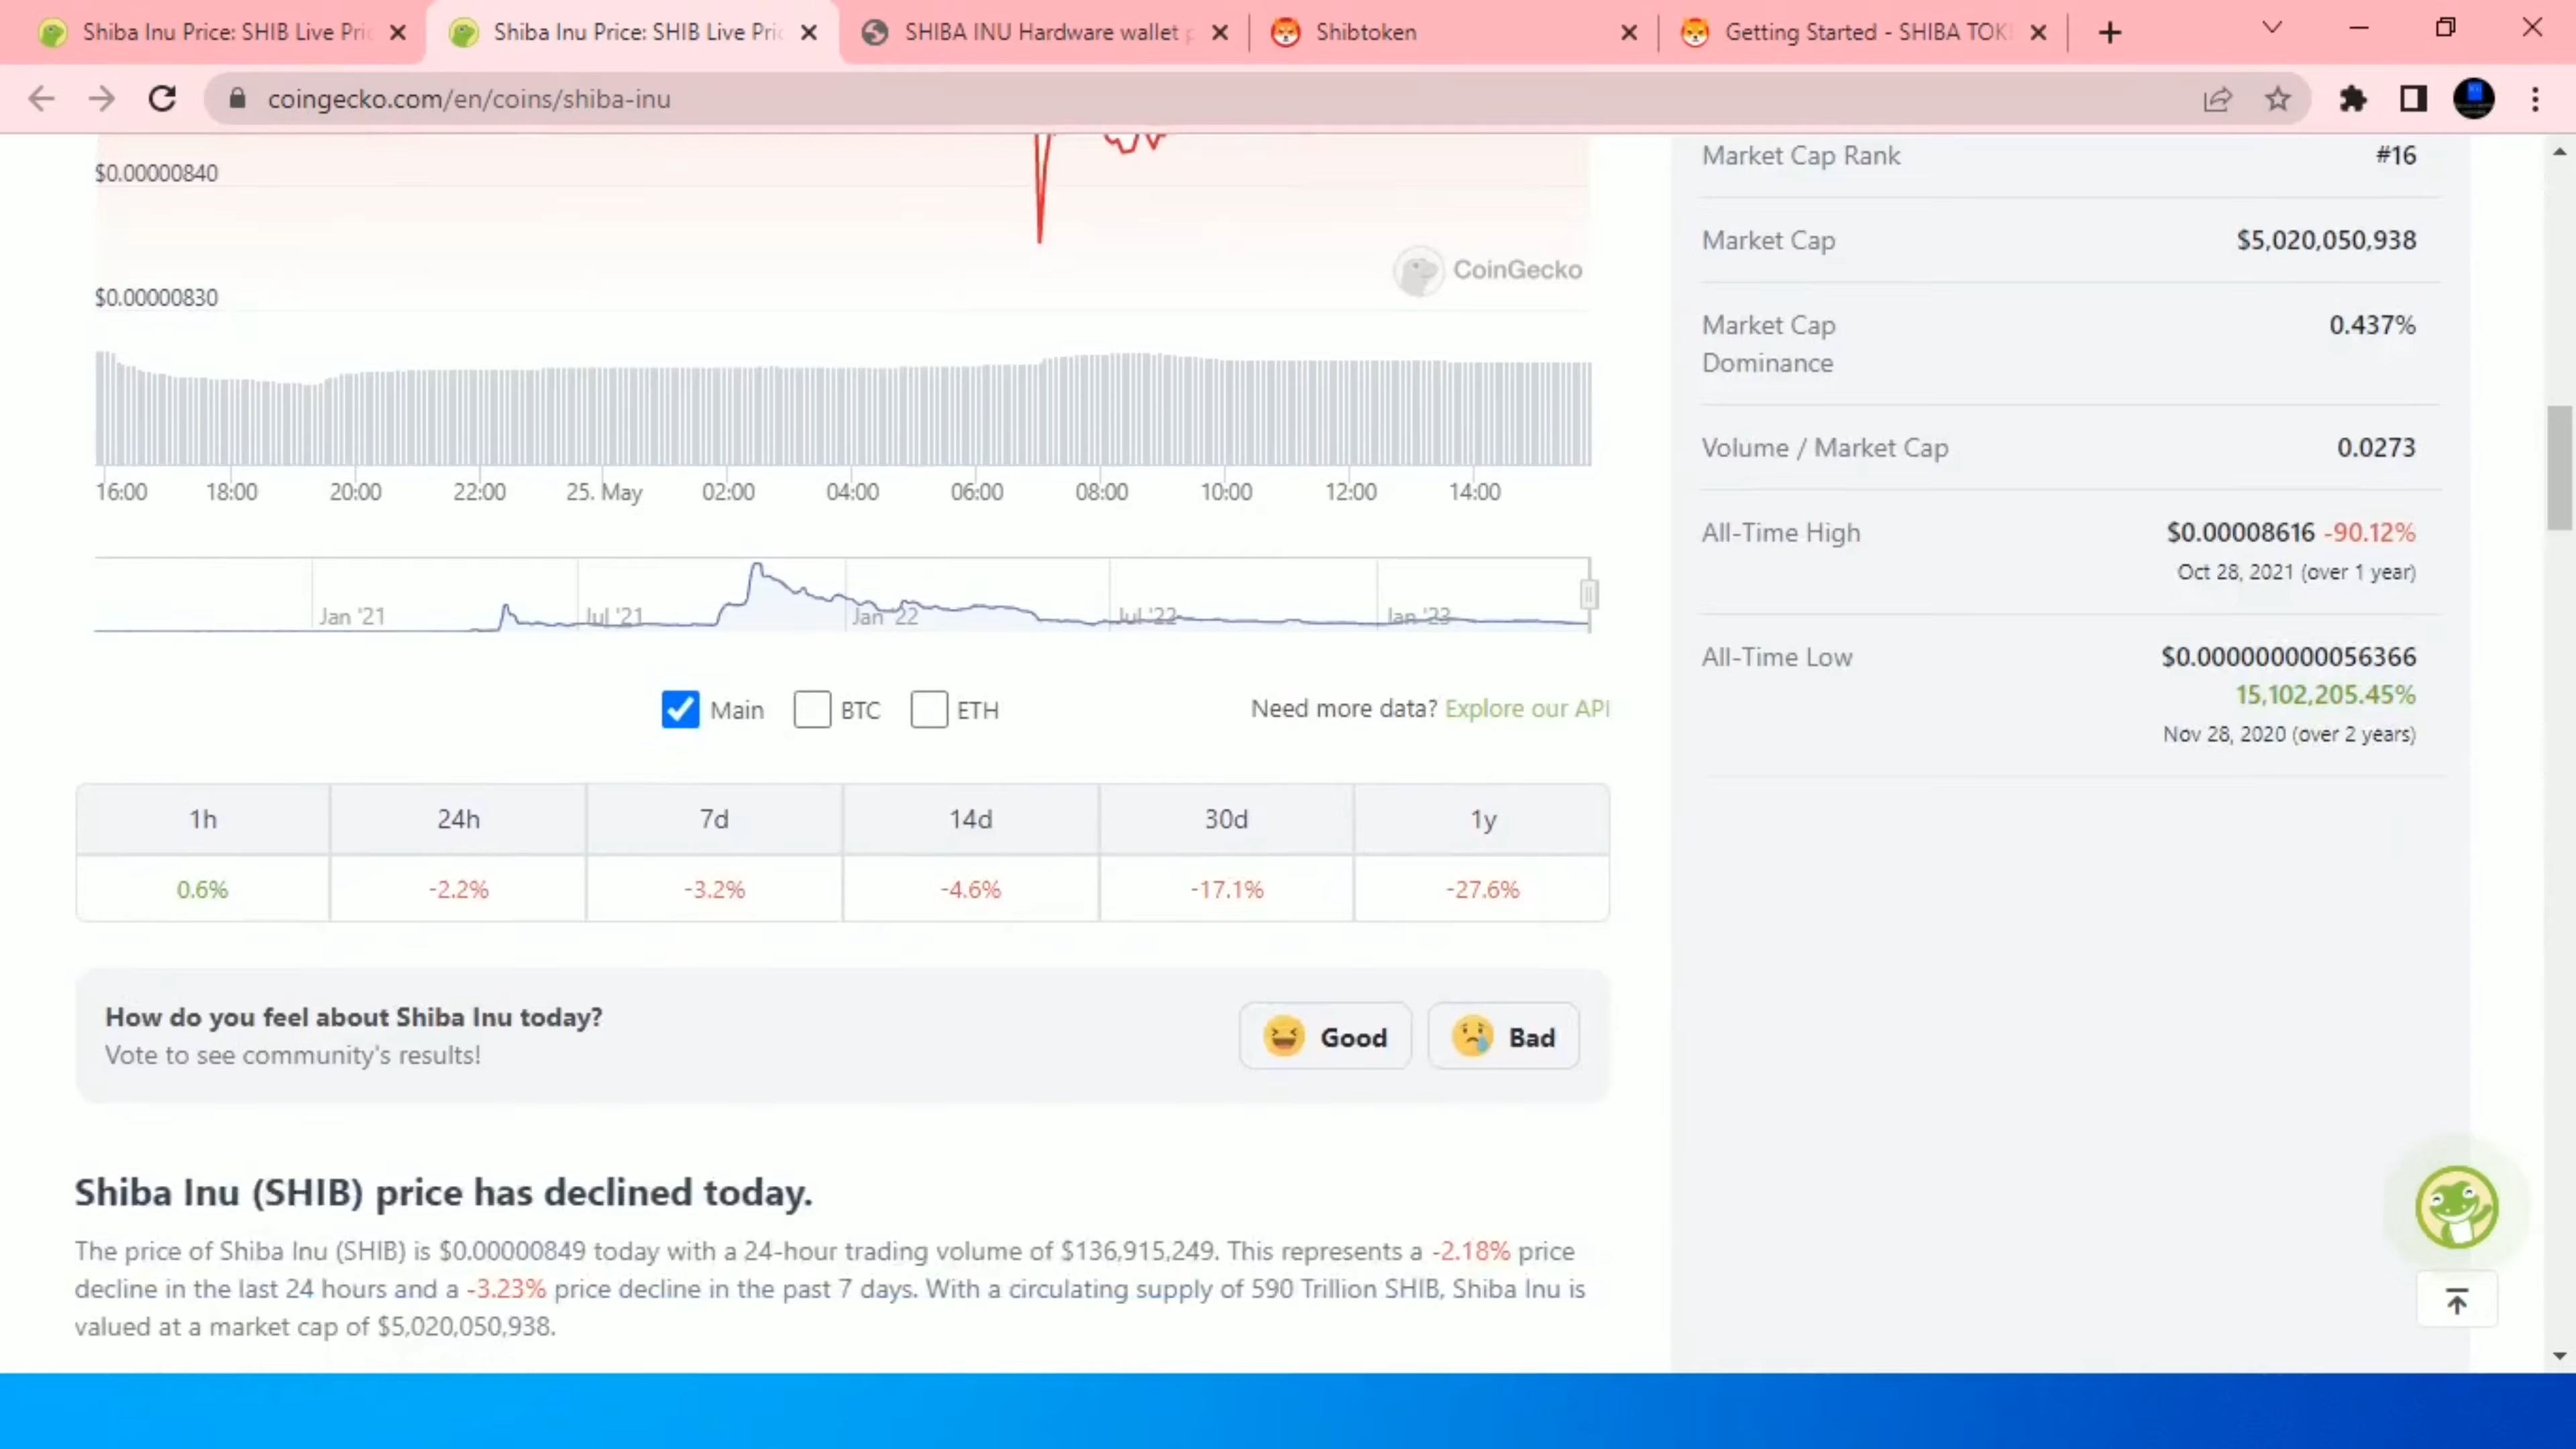 Shiba Inu Price: SHIB Live Pri
Shiba Inu Price: SHIB Live Pri
SHIBA INU Hardware wallet p
Shibtoken
Getting Started - SHIBA TOK
coingecko.com/en/coins/shiba-inu
$0.00000840
$0.00000830
CoinGecko
16:00 18:00 20:00 22:00 25. May 02:00 04:00 06:00 08:00 10:00 12:00 14:00
Jan '21 Jul '21 Jan '22 Jul '22 Jan '23
Main BTC ETH
Need more data? Explore our API
1h 24h 7d 14d 30d 1y
0.6% -2.2% -3.2% -4.6% -17.1% -27.6%
How do you feel about Shiba Inu today?
Vote to see community's results!
Good Bad
Shiba Inu (SHIB) price has declined today.
The price of Shiba Inu (SHIB) is $0.00000849 today with a 24-hour trading volume of $136,915,249. This represents a -2.18% price
decline in the last 24 hours and a -3.23% price decline in the past 7 days. With a circulating supply of 590 Trillion SHIB, Shiba Inu is
valued at a market cap of $5,020,050,938.
Market Cap Rank #16
Market Cap $5,020,050,938
Market Cap 0.437%
Dominance
Volume / Market Cap 0.0273
All-Time High $0.00008616 -90.12%
Oct 28, 2021 (over 1 year)
All-Time Low $0.000000000056366
15,102,205.45%
Nov 28, 2020 (over 2 years)